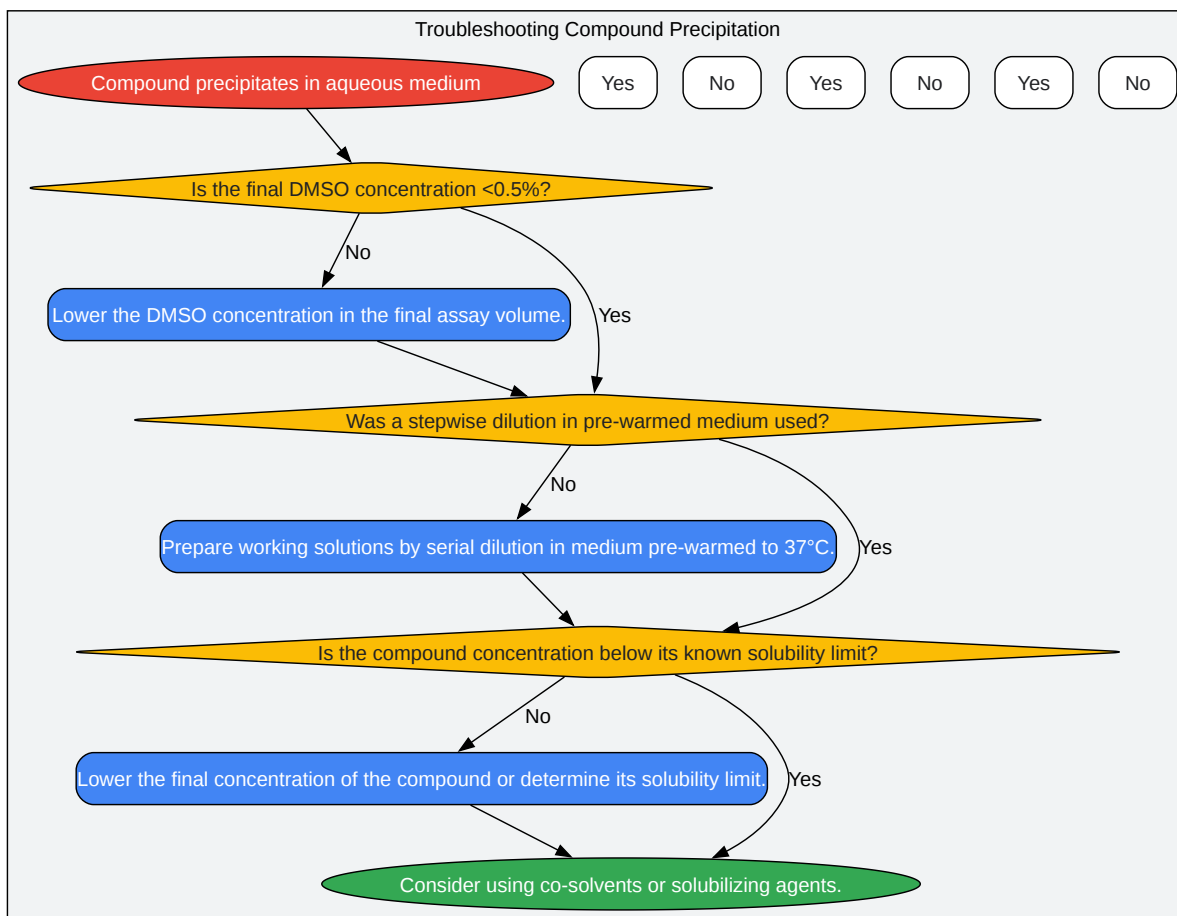 Troubleshooting Compound Precipitation
Compound precipitates in aqueous medium
Yes
No
Yes
No
Yes
No
Is the final DMSO concentration <0.5%?
No
Lower the DMSO concentration in the final assay volume.
Yes
Was a stepwise dilution in pre-warmed medium used?
No
Prepare working solutions by serial dilution in medium pre-warmed to 37°C.
Yes
Is the compound concentration below its known solubility limit?
No
Lower the final concentration of the compound or determine its solubility limit.
Yes
Consider using co-solvents or solubilizing agents.